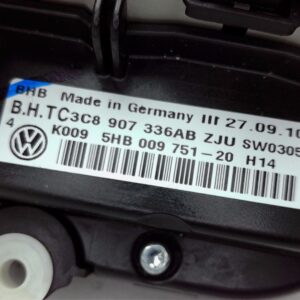 BHB Made in Germany III 27.09.10
B.H.TC3C8 907 336AB ZJU SW0305
4 K009 5HB 009 751-20 H14